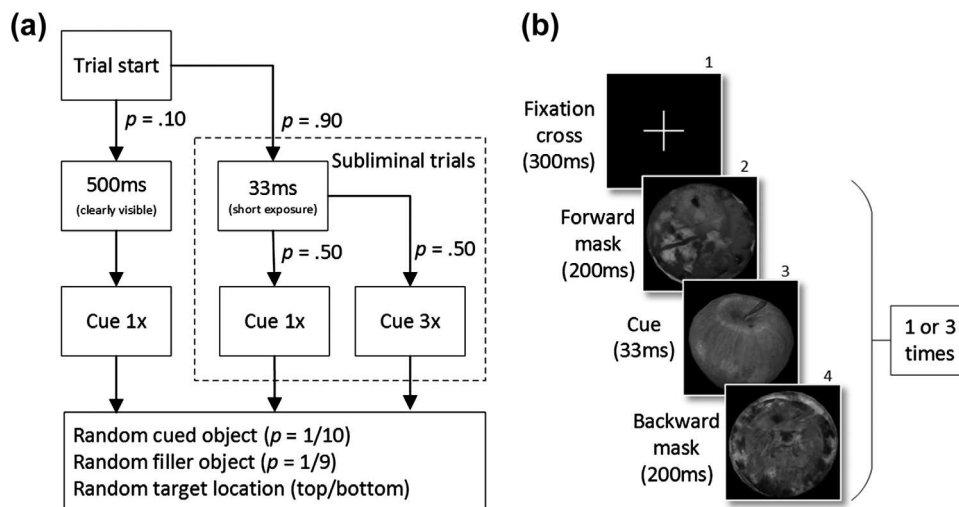 (a)
Trial start
p = .10
p = .90
Subliminal trials
500ms
(clearly visible)
33ms
(short exposure)
p = .50
p = .50
Cue 1x
Cue 1x
Cue 3x
Random cued object (p = 1/10)
Random filler object (p = 1/9)
Random target location (top/bottom)
(b)
1
Fixation
cross
(300ms)
2
Forward
mask
(200ms)
3
Cue
(33ms)
4
Backward
mask
(200ms)
1 or 3
times